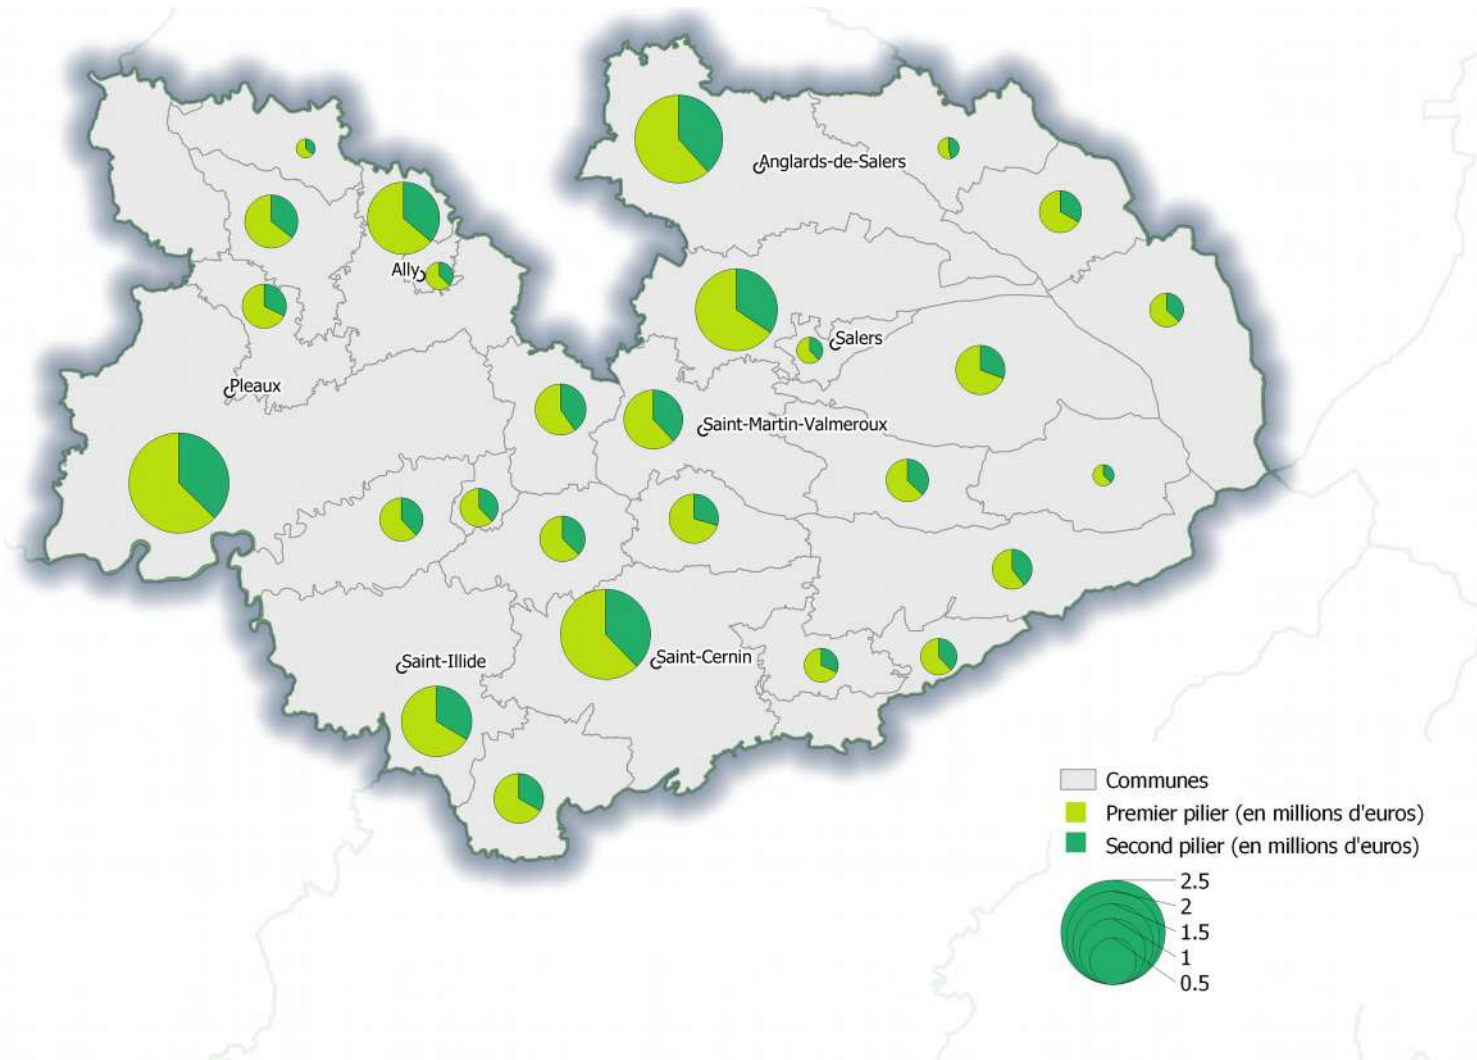 Anglards-de-Salers
Ally
Salers
Pleaux
Saint-Martin-Valmeroux
Saint-Illide
Saint-Cernin
Communes
Premier pilier (en millions d'euros)
Second pilier (en millions d'euros)
2.5
2
1.5
1
0.5